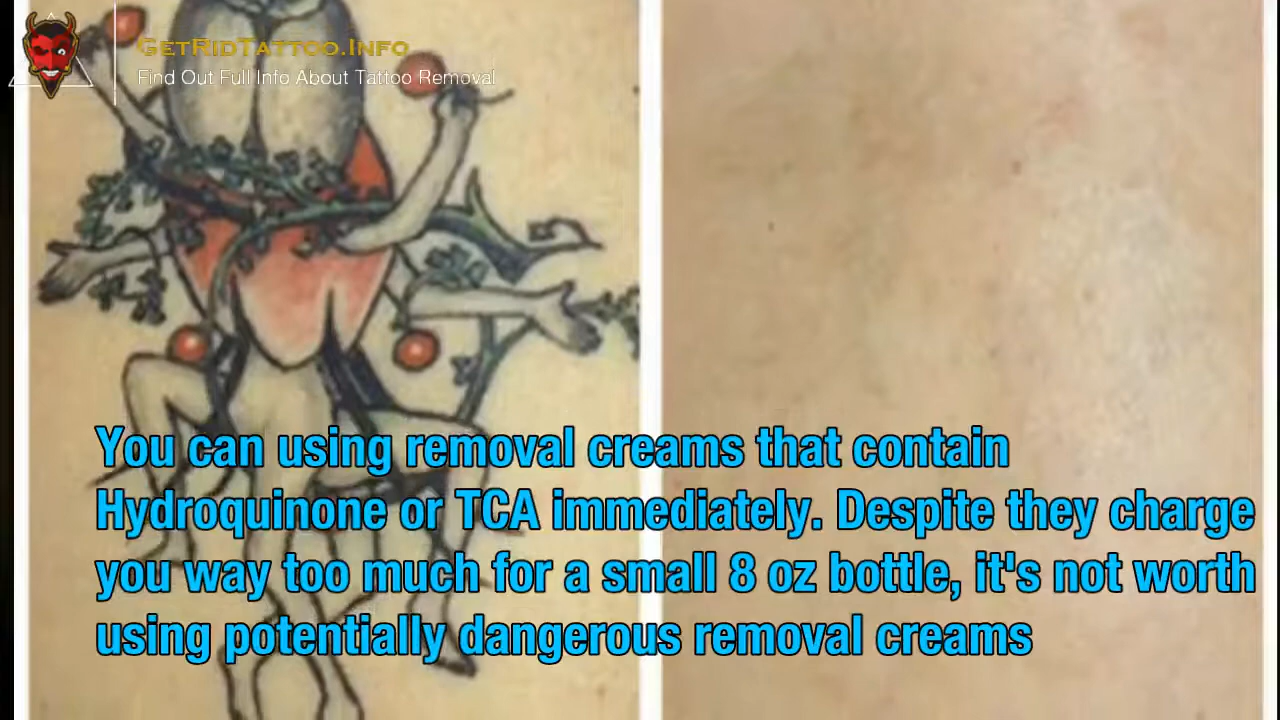 GetRidTattoo.Info
Find Out Full Info About Tattoo Removal
You can using removal creams that contain
Hydroquinone or TCA immediately. Despite they charge
you way too much for a small 8 oz bottle, it's not worth
using potentially dangerous removal creams